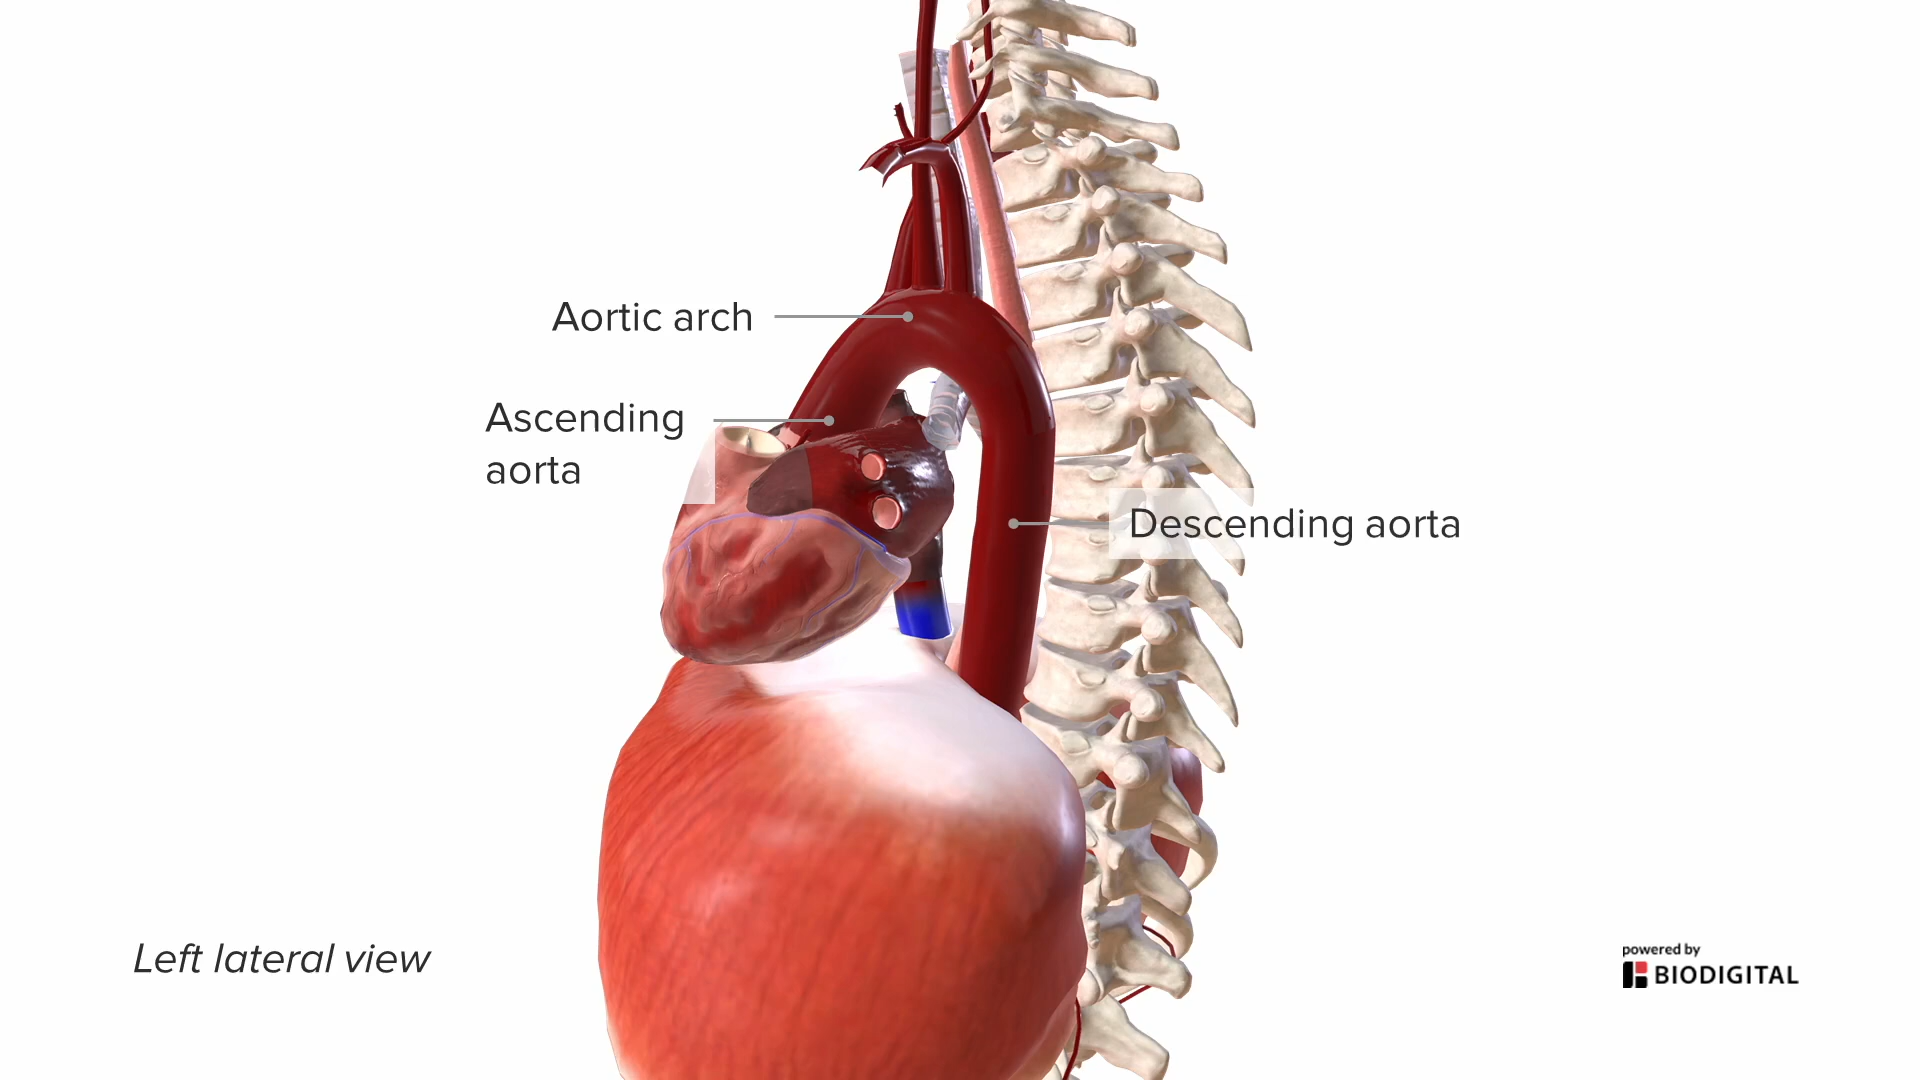 Aortic arch
Ascending
aorta
Descending aorta
Left lateral view
powered by
BIODIGITAL